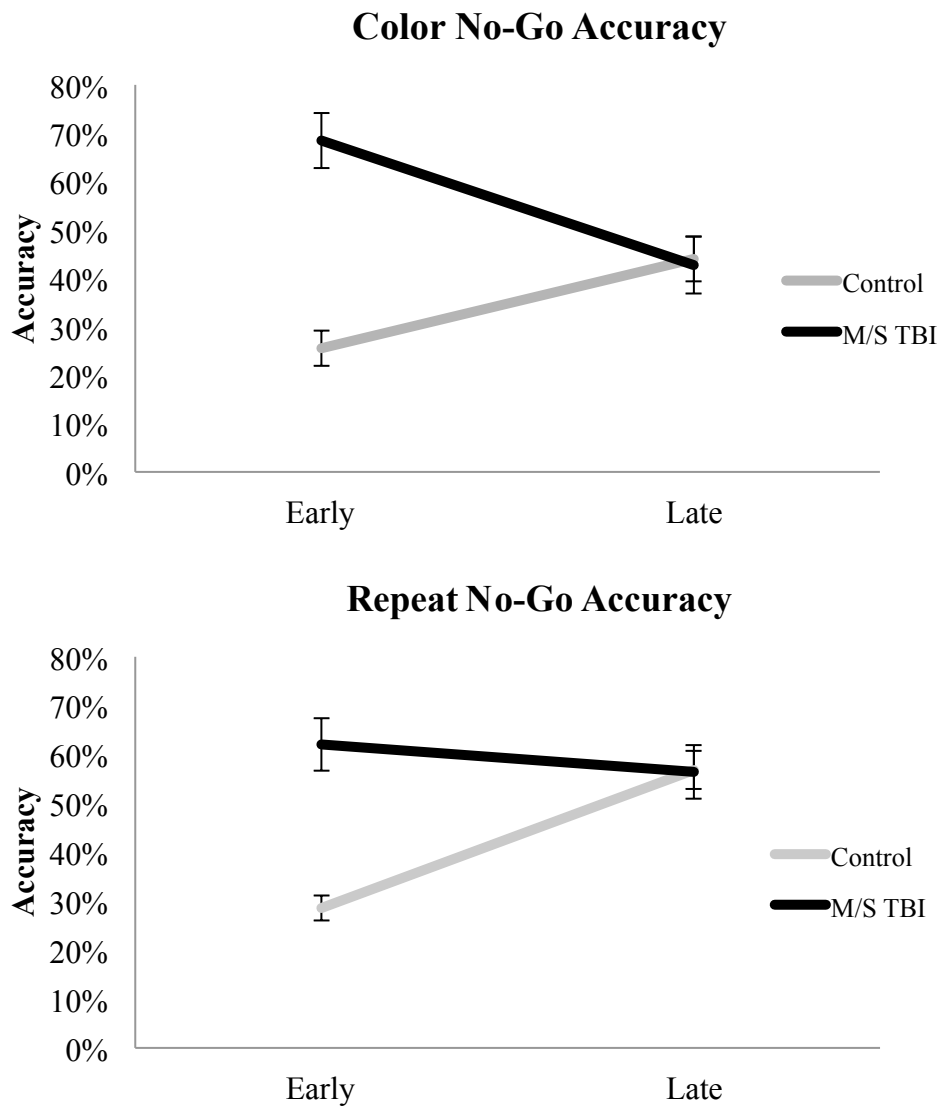 Color No-Go Accuracy
80%
70%
60%
50%
40%
30%
20%
10%
0%
Accuracy
Early
Late
Control
M/S TBI
Repeat No-Go Accuracy
80%
70%
60%
50%
40%
30%
20%
10%
0%
Accuracy
Early
Late
Control
M/S TBI